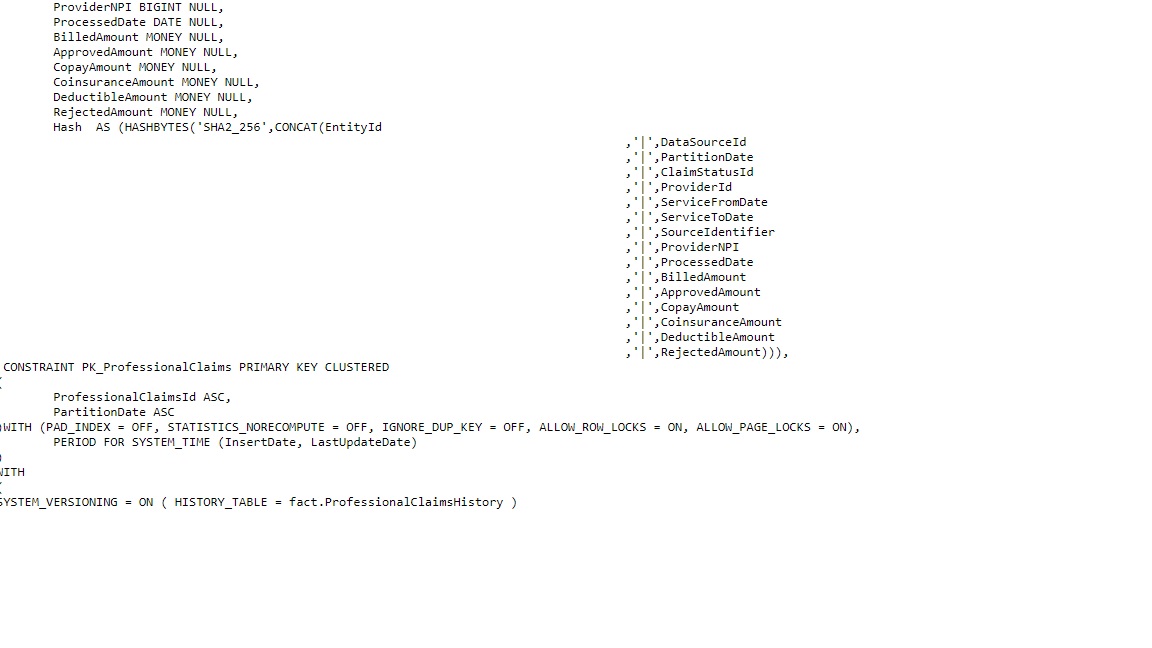 ProviderNPI BIGINT NULL,
ProcessedDate DATE NULL,
BilledAmount MONEY NULL,
ApprovedAmount MONEY NULL,
CopayAmount MONEY NULL,
CoinsuranceAmount MONEY NULL,
DeductibleAmount MONEY NULL,
RejectedAmount MONEY NULL,
Hash  AS (HASHBYTES('SHA2_256',CONCAT(EntityId
,'|',DataSourceId
,'|',PartitionDate
,'|',ClaimStatusId
,'|',ProviderId
,'|',ServiceFromDate
,'|',ServiceToDate
,'|',SourceIdentifier
,'|',ProviderNPI
,'|',ProcessedDate
,'|',BilledAmount
,'|',ApprovedAmount
,'|',CopayAmount
,'|',CoinsuranceAmount
,'|',DeductibleAmount
,'|',RejectedAmount))),
CONSTRAINT PK_ProfessionalClaims PRIMARY KEY CLUSTERED
(
ProfessionalClaimsId ASC,
PartitionDate ASC
)WITH (PAD_INDEX = OFF, STATISTICS_NORECOMPUTE = OFF, IGNORE_DUP_KEY = OFF, ALLOW_ROW_LOCKS = ON, ALLOW_PAGE_LOCKS = ON),
PERIOD FOR SYSTEM_TIME (InsertDate, LastUpdateDate)
)
WITH
(
SYSTEM_VERSIONING = ON ( HISTORY_TABLE = fact.ProfessionalClaimsHistory )